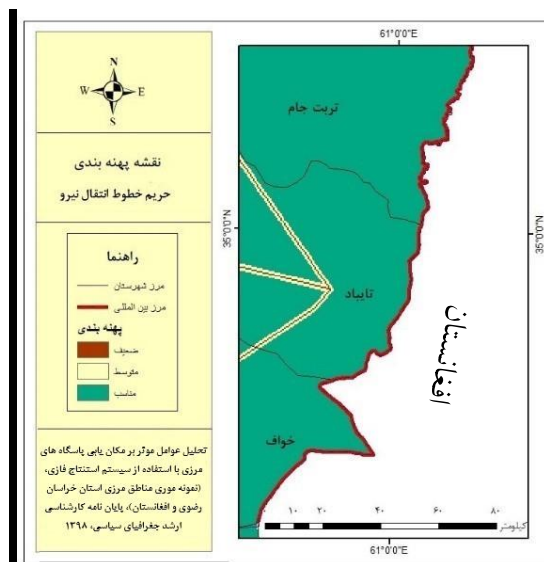 N
W E
S
نقشه پهنه بندی
حریم خطوط انتقال نیرو
راهنما
مرز شهرستان
مرز بین المللی
پهنه بندی
ضعیف
متوسط
مناسب
تحلیل عوامل موثر بر مکان یابی پاسگاه های
مرزی با استفاده از سیستم استنتاج فازی،
(نمونه موری مناطق مرزی استان خراسان
رضوی و افغانستان)، پایان نامه کارشناسی
ارشد جغرافیای سیاسی، ۱۳۹۸
61°0'0"E
تربت جام
35°0'0"N
35°0'0"N
تایباد
افغانستان
خواف
۱۰ ۲۰ ۴۰ ۶۰ ۸۰
کیلومتر
61°0'0"E